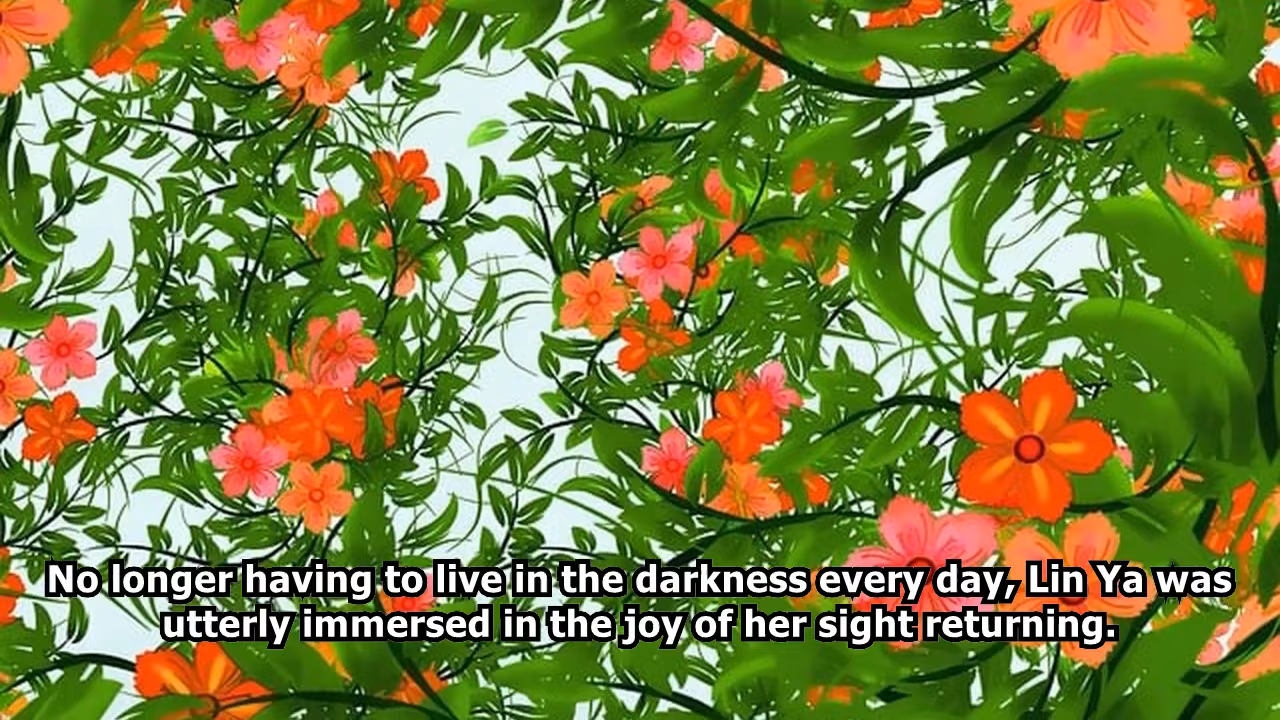 No longer having to live in the darkness every day, Lin Ya was
utterly immersed in the joy of her sight returning.